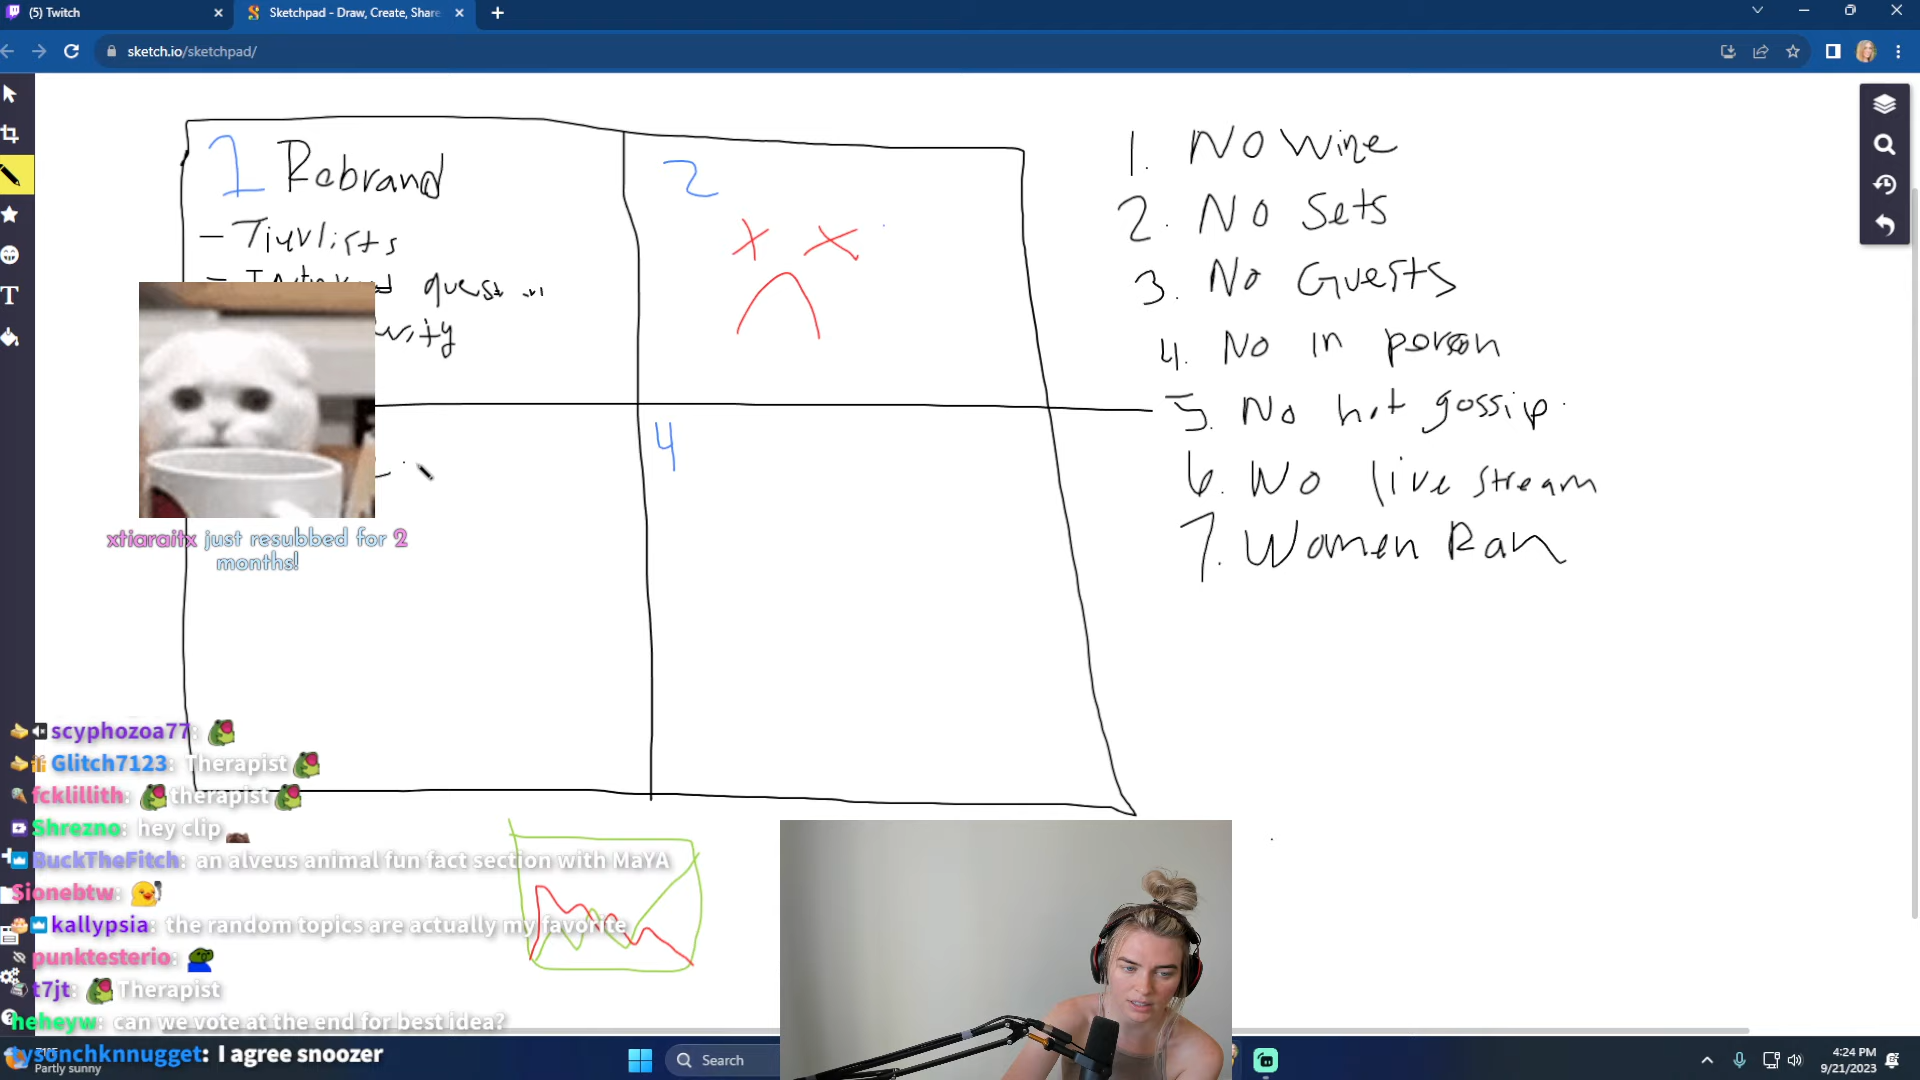 (5) Twitch
Sketchpad - Draw, Create, Share
sketch.io/sketchpad/
1 Rebrand
- Tierlists
quest
4
2
1. No Wine
2. No Sets
3. No Guests
4. No in person
5. No hot gossip
6. No live stream
7. Women Ran
xtiaraitx just resubbed for 2
months!
scyphozoa77:
Glitch7123: Therapist
fcklillith: therapist
Shrezno: hey clip
BuckTheFitch: an alveus animal fun fact section with MaYA
Sionebtw:
kallypsia: the random topics are actually my favorite
punktesterio:
t7jt: Therapist
heheyw: can we vote at the end for best idea?
tysonchknnugget: I agree snoozer
Partly sunny
Search
4:24 PM
9/21/2023